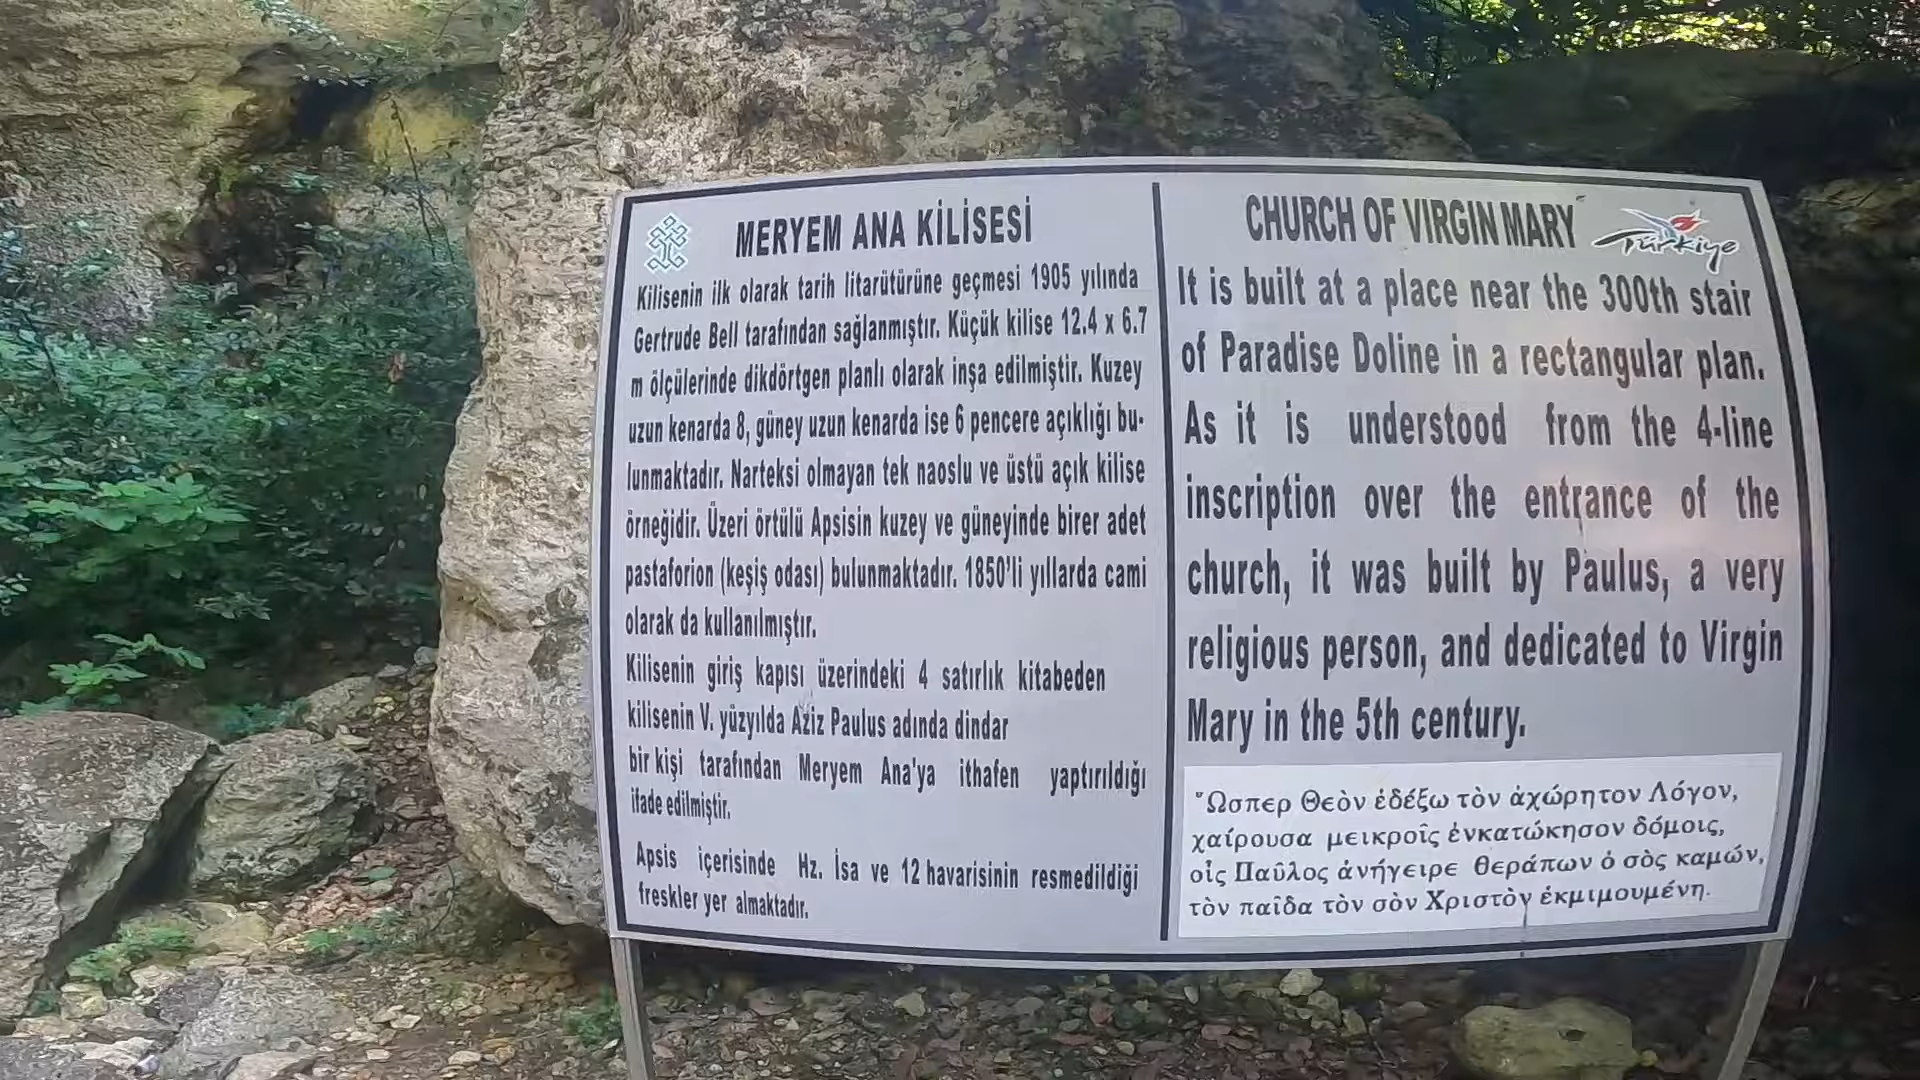 MERYEM ANA KİLİSESİ
Kilisenin ilk olarak tarih litarütürüne geçmesi 1905 yılında
Gertrude Bell tarafından sağlanmıştır. Küçük kilise 12.4 x 6.7
m ölçülerinde dikdörtgen planlı olarak inşa edilmiştir. Kuzey
uzun kenarda 8, güney uzun kenarda ise 6 pencere açıklığı bu-
lunmaktadır. Narteksi olmayan tek naoslu ve üstü açık kilise
örneğidir. Üzeri örtülü Apsisin kuzey ve güneyinde birer adet
pastaforion (keşiş odası) bulunmaktadır. 1850'li yıllarda cami
olarak da kullanılmıştır.
Kilisenin giriş kapısı üzerindeki 4 satırlık kitabeden
kilisenin V. yüzyılda Aziz Paulus adında dindar
bir kişi tarafından Meryem Ana'ya ithafen yaptırıldığı
ifade edilmiştir.
Apsis içerisinde Hz. İsa ve 12 havarisinin resmedildiği
freskler yer almaktadır.
CHURCH OF VIRGIN MARY
Türkiye
It is built at a place near the 300th stair
of Paradise Doline in a rectangular plan.
As it is understood from the 4-line
inscription over the entrance of the
church, it was built by Paulus, a very
religious person, and dedicated to Virgin
Mary in the 5th century.
Ὥσπερ Θεὸν ἐδέξω τὸν ἀχώρητον Λόγον,
χαίρουσα μεικροῖς ἐνκατώκησον δόμοις,
οἷς Παῦλος ἀνήγειρε θεράπων ὁ σὸς καμών,
τὸν παῖδα τὸν σὸν Χριστὸν ἐκμιμουμένη.